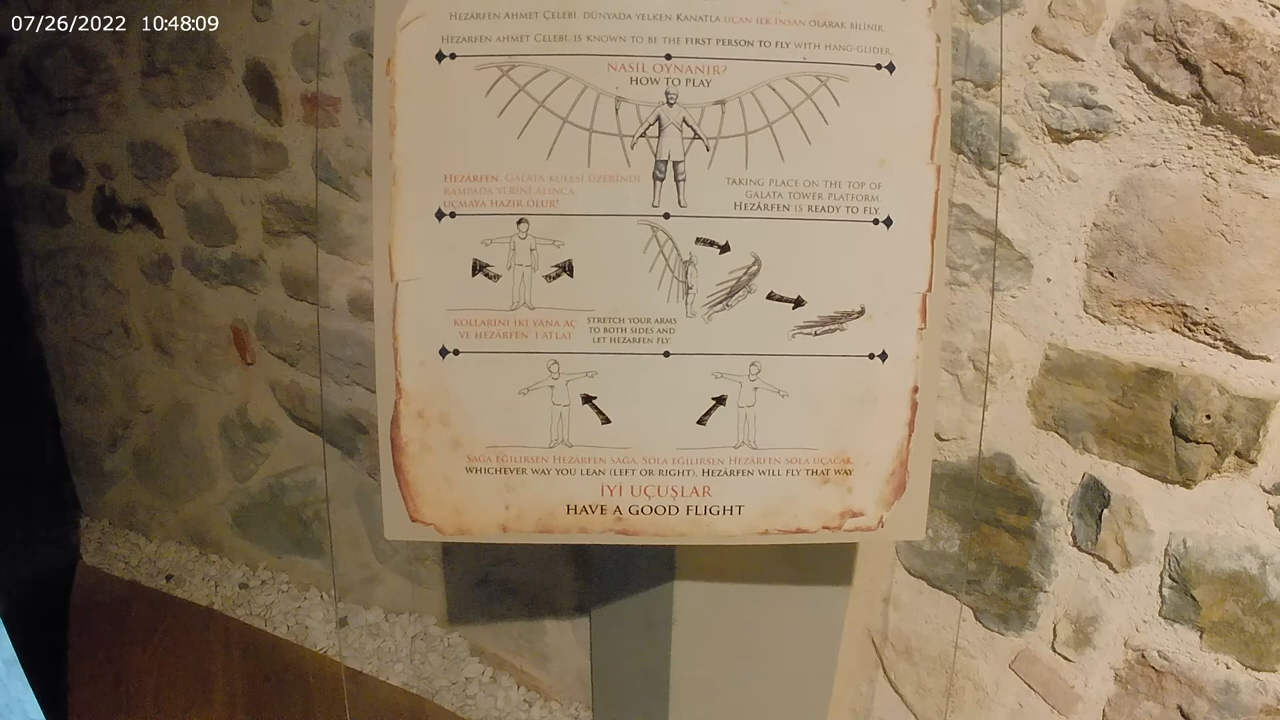 07/26/2022 10:48:09
HEZÂRFEN AHMET ÇELEBİ, DÜNYADA YELKEN KANATLA UÇAN İLK İNSAN OLARAK BİLİNİR.
HEZARFEN AHMET ÇELEBİ, IS KNOWN TO BE THE FIRST PERSON TO FLY WITH HANG-GLIDER.
NASIL OYNANIR?
HOW TO PLAY
HEZÂRFEN, GALATA KULESİ ÜZERİNDE
RAMPADA YERİNİ ALINCA,
UÇMAYA HAZIR OLUR!
TAKING PLACE ON THE TOP OF
GALATA TOWER PLATFORM,
HEZÂRFEN IS READY TO FLY.
KOLLARINI İKİ YANA AÇ
VE HEZÂRFEN'İ ATLAT.
STRETCH YOUR ARMS
TO BOTH SIDES AND
LET HEZARFEN FLY.
SAĞA EĞİLİRSEN HEZÂRFEN SAĞA, SOLA EĞİLİRSEN HEZÂRFEN SOLA UÇACAK.
WHICHEVER WAY YOU LEAN (LEFT OR RIGHT), HEZÂRFEN WILL FLY THAT WAY
İYİ UÇUŞLAR
HAVE A GOOD FLIGHT